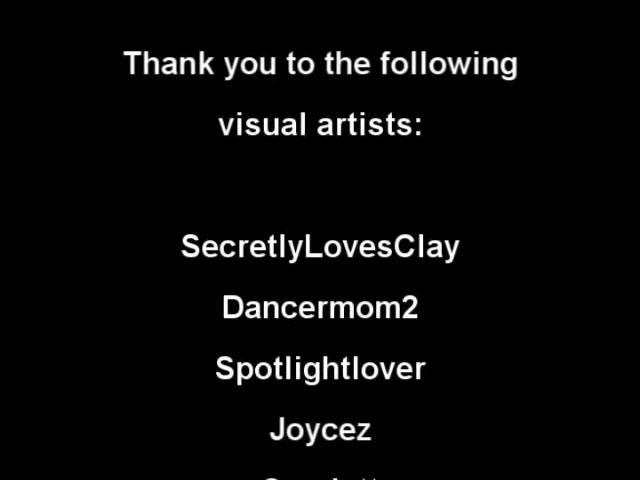 Thank you to the following
visual artists:
SecretlyLovesClay
Dancermom2
Spotlightlover
Joycez